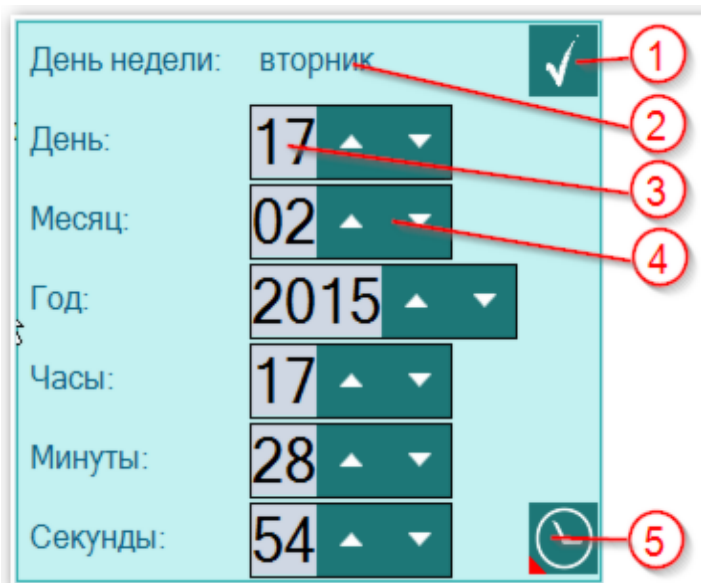 День недели: вторник 1
2
День: 17
3
Месяц: 02
4
Год: 2015
Часы: 17
Минуты: 28
Секунды: 54 5